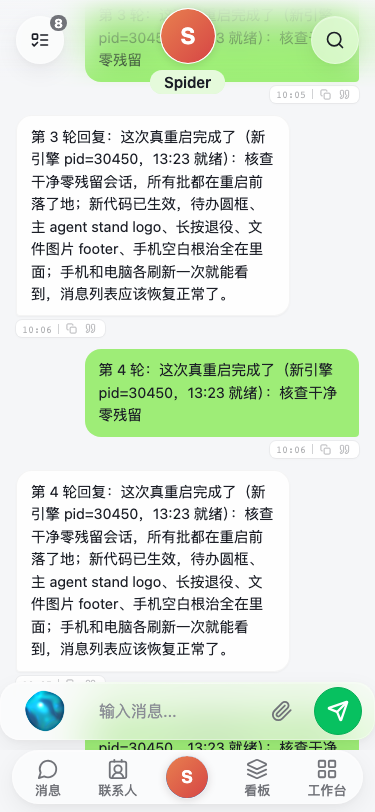 8
S
Spider
零残留
10:05
第 3 轮回复：这次真重启完成了（新
引擎 pid=30450，13:23 就绪）：核查
干净零残留会话，所有批都在重启前
落了地；新代码已生效，待办圆框、
主 agent stand logo、长按退役、文
件图片 footer、手机空白根治全在里
面；手机和电脑各刷新一次就能看
到，消息列表应该恢复正常了。
10:06
第 4 轮：这次真重启完成了（新引擎
pid=30450，13:23 就绪）：核查干净
零残留
10:06
第 4 轮回复：这次真重启完成了（新
引擎 pid=30450，13:23 就绪）：核查
干净零残留会话，所有批都在重启前
落了地；新代码已生效，待办圆框、
主 agent stand logo、长按退役、文
件图片 footer、手机空白根治全在里
面；手机和电脑各刷新一次就能看
到，消息列表应该恢复正常了。
输入消息...
pid=30450，13:23 就绪）：核查干净
消息
联系人
S
看板
工作台